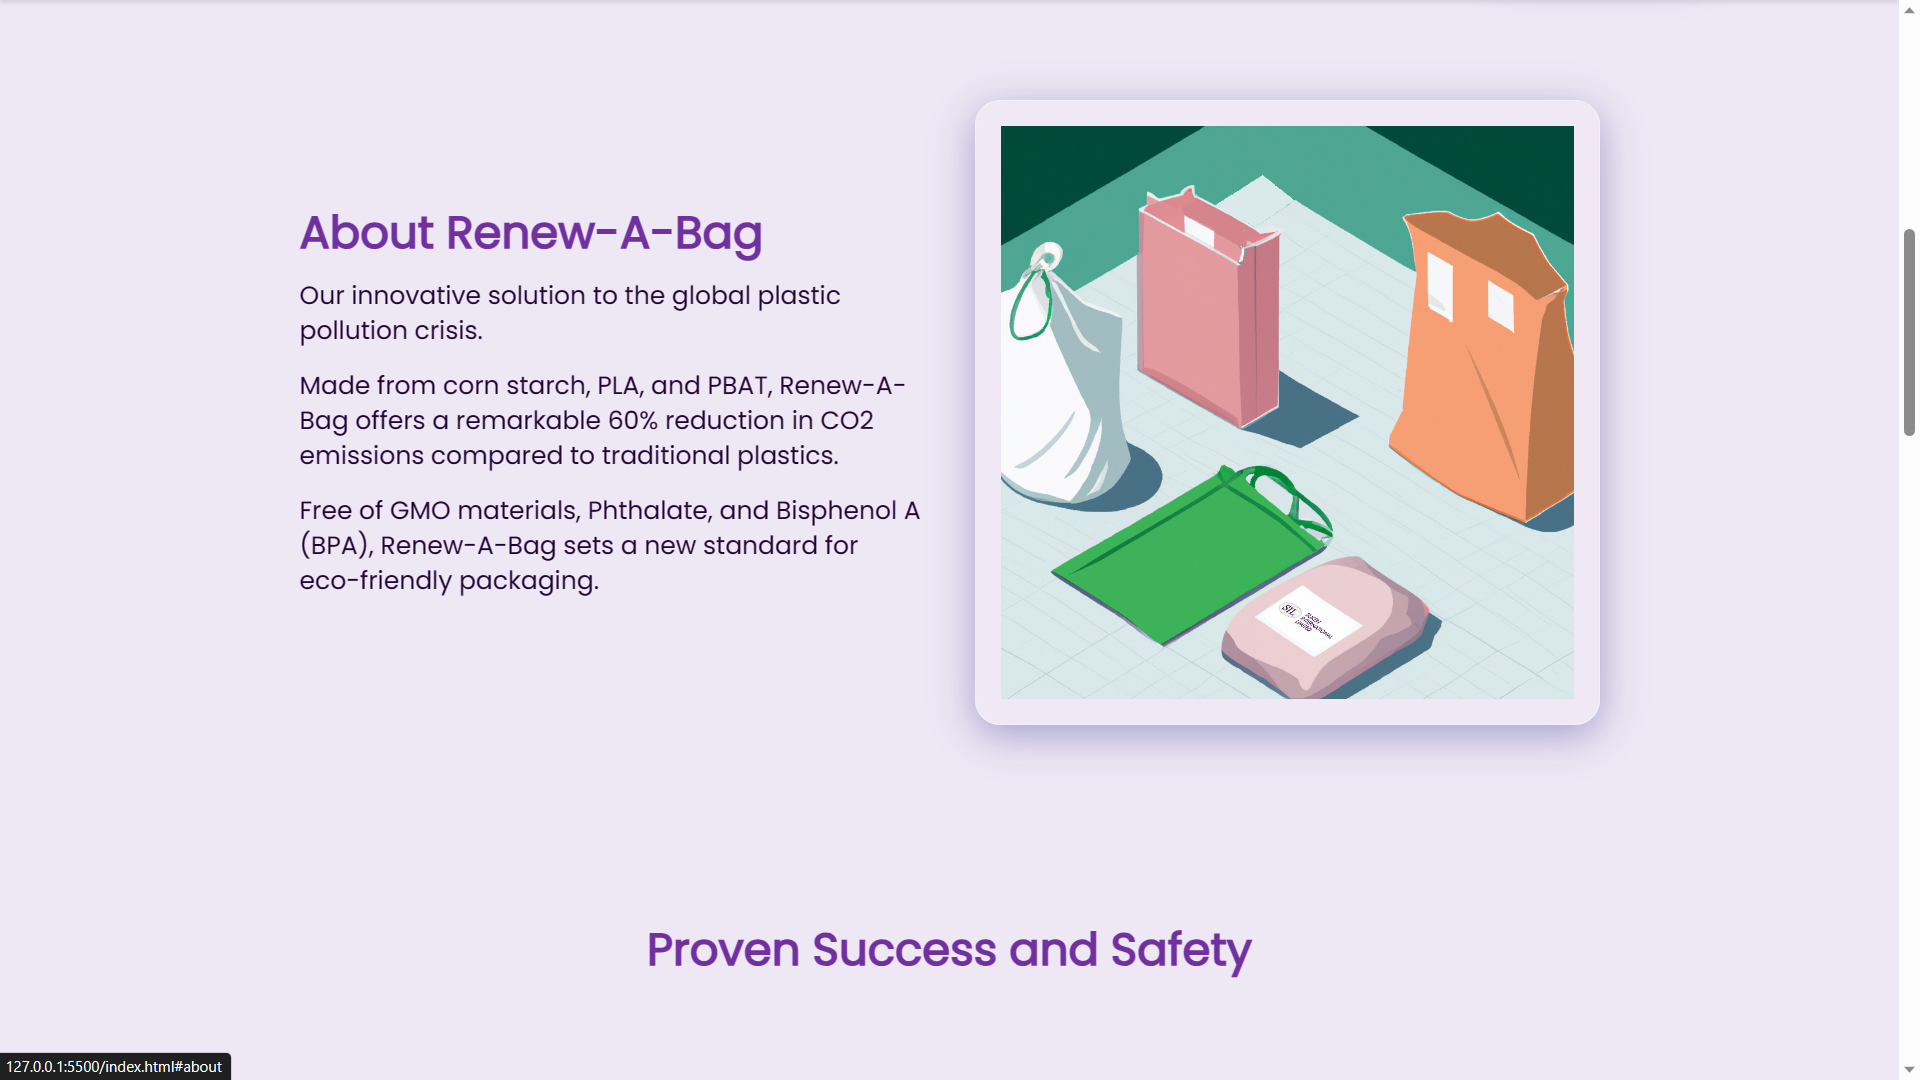 About Renew-A-Bag
Our innovative solution to the global plastic
pollution crisis.
Made from corn starch, PLA, and PBAT, Renew-A-
Bag offers a remarkable 60% reduction in CO2
emissions compared to traditional plastics.
Free of GMO materials, Phthalate, and Bisphenol A
(BPA), Renew-A-Bag sets a new standard for
eco-friendly packaging.
SIL
INTERNATIONAL
LIMITED
Proven Success and Safety
127.0.0.1:5500/index.html#about